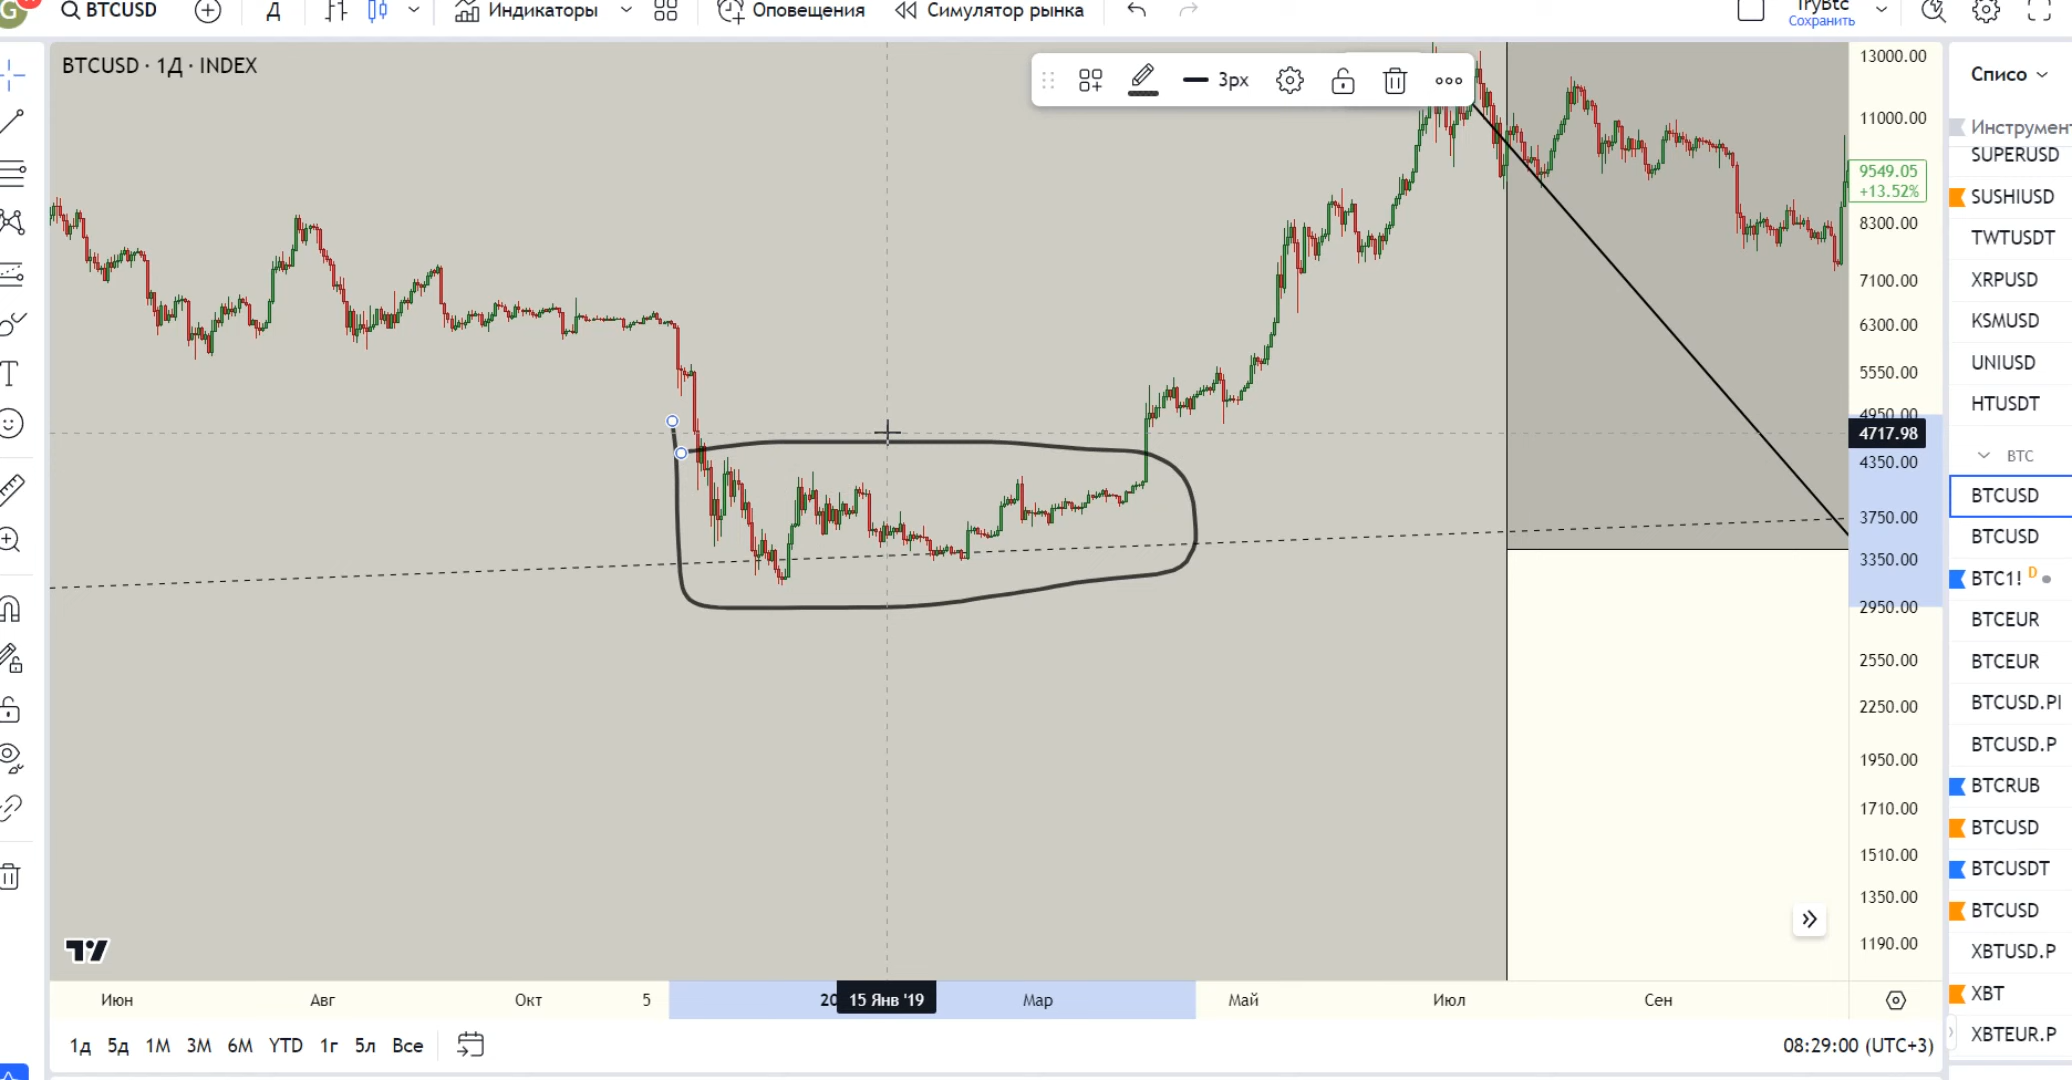 BTCUSD
Д
Индикаторы
Оповещения
Симулятор рынка
TryBtc
Сохранить
BTCUSD · 1Д · INDEX
3px
13000.00
11000.00
9549.05
+13.52%
8300.00
7100.00
6300.00
5550.00
4950.00
4717.98
4350.00
3750.00
3350.00
2950.00
2550.00
2250.00
1950.00
1710.00
1510.00
1350.00
1190.00
Списо
Инструмент
SUPERUSD
SUSHIUSD
TWTUSDT
XRPUSD
KSMUSD
UNIUSD
HTUSDT
BTC
BTCUSD
BTCUSD
BTC1! D
BTCEUR
BTCEUR
BTCUSD.PI
BTCUSD.P
BTCRUB
BTCUSD
BTCUSDT
BTCUSD
XBTUSD.P
XBT
XBTEUR.P
Июн
Авг
Окт
5
20
15 Янв '19
Мар
Май
Июл
Сен
1д 5д 1М 3М 6М YTD 1г 5л Все
08:29:00 (UTC+3)